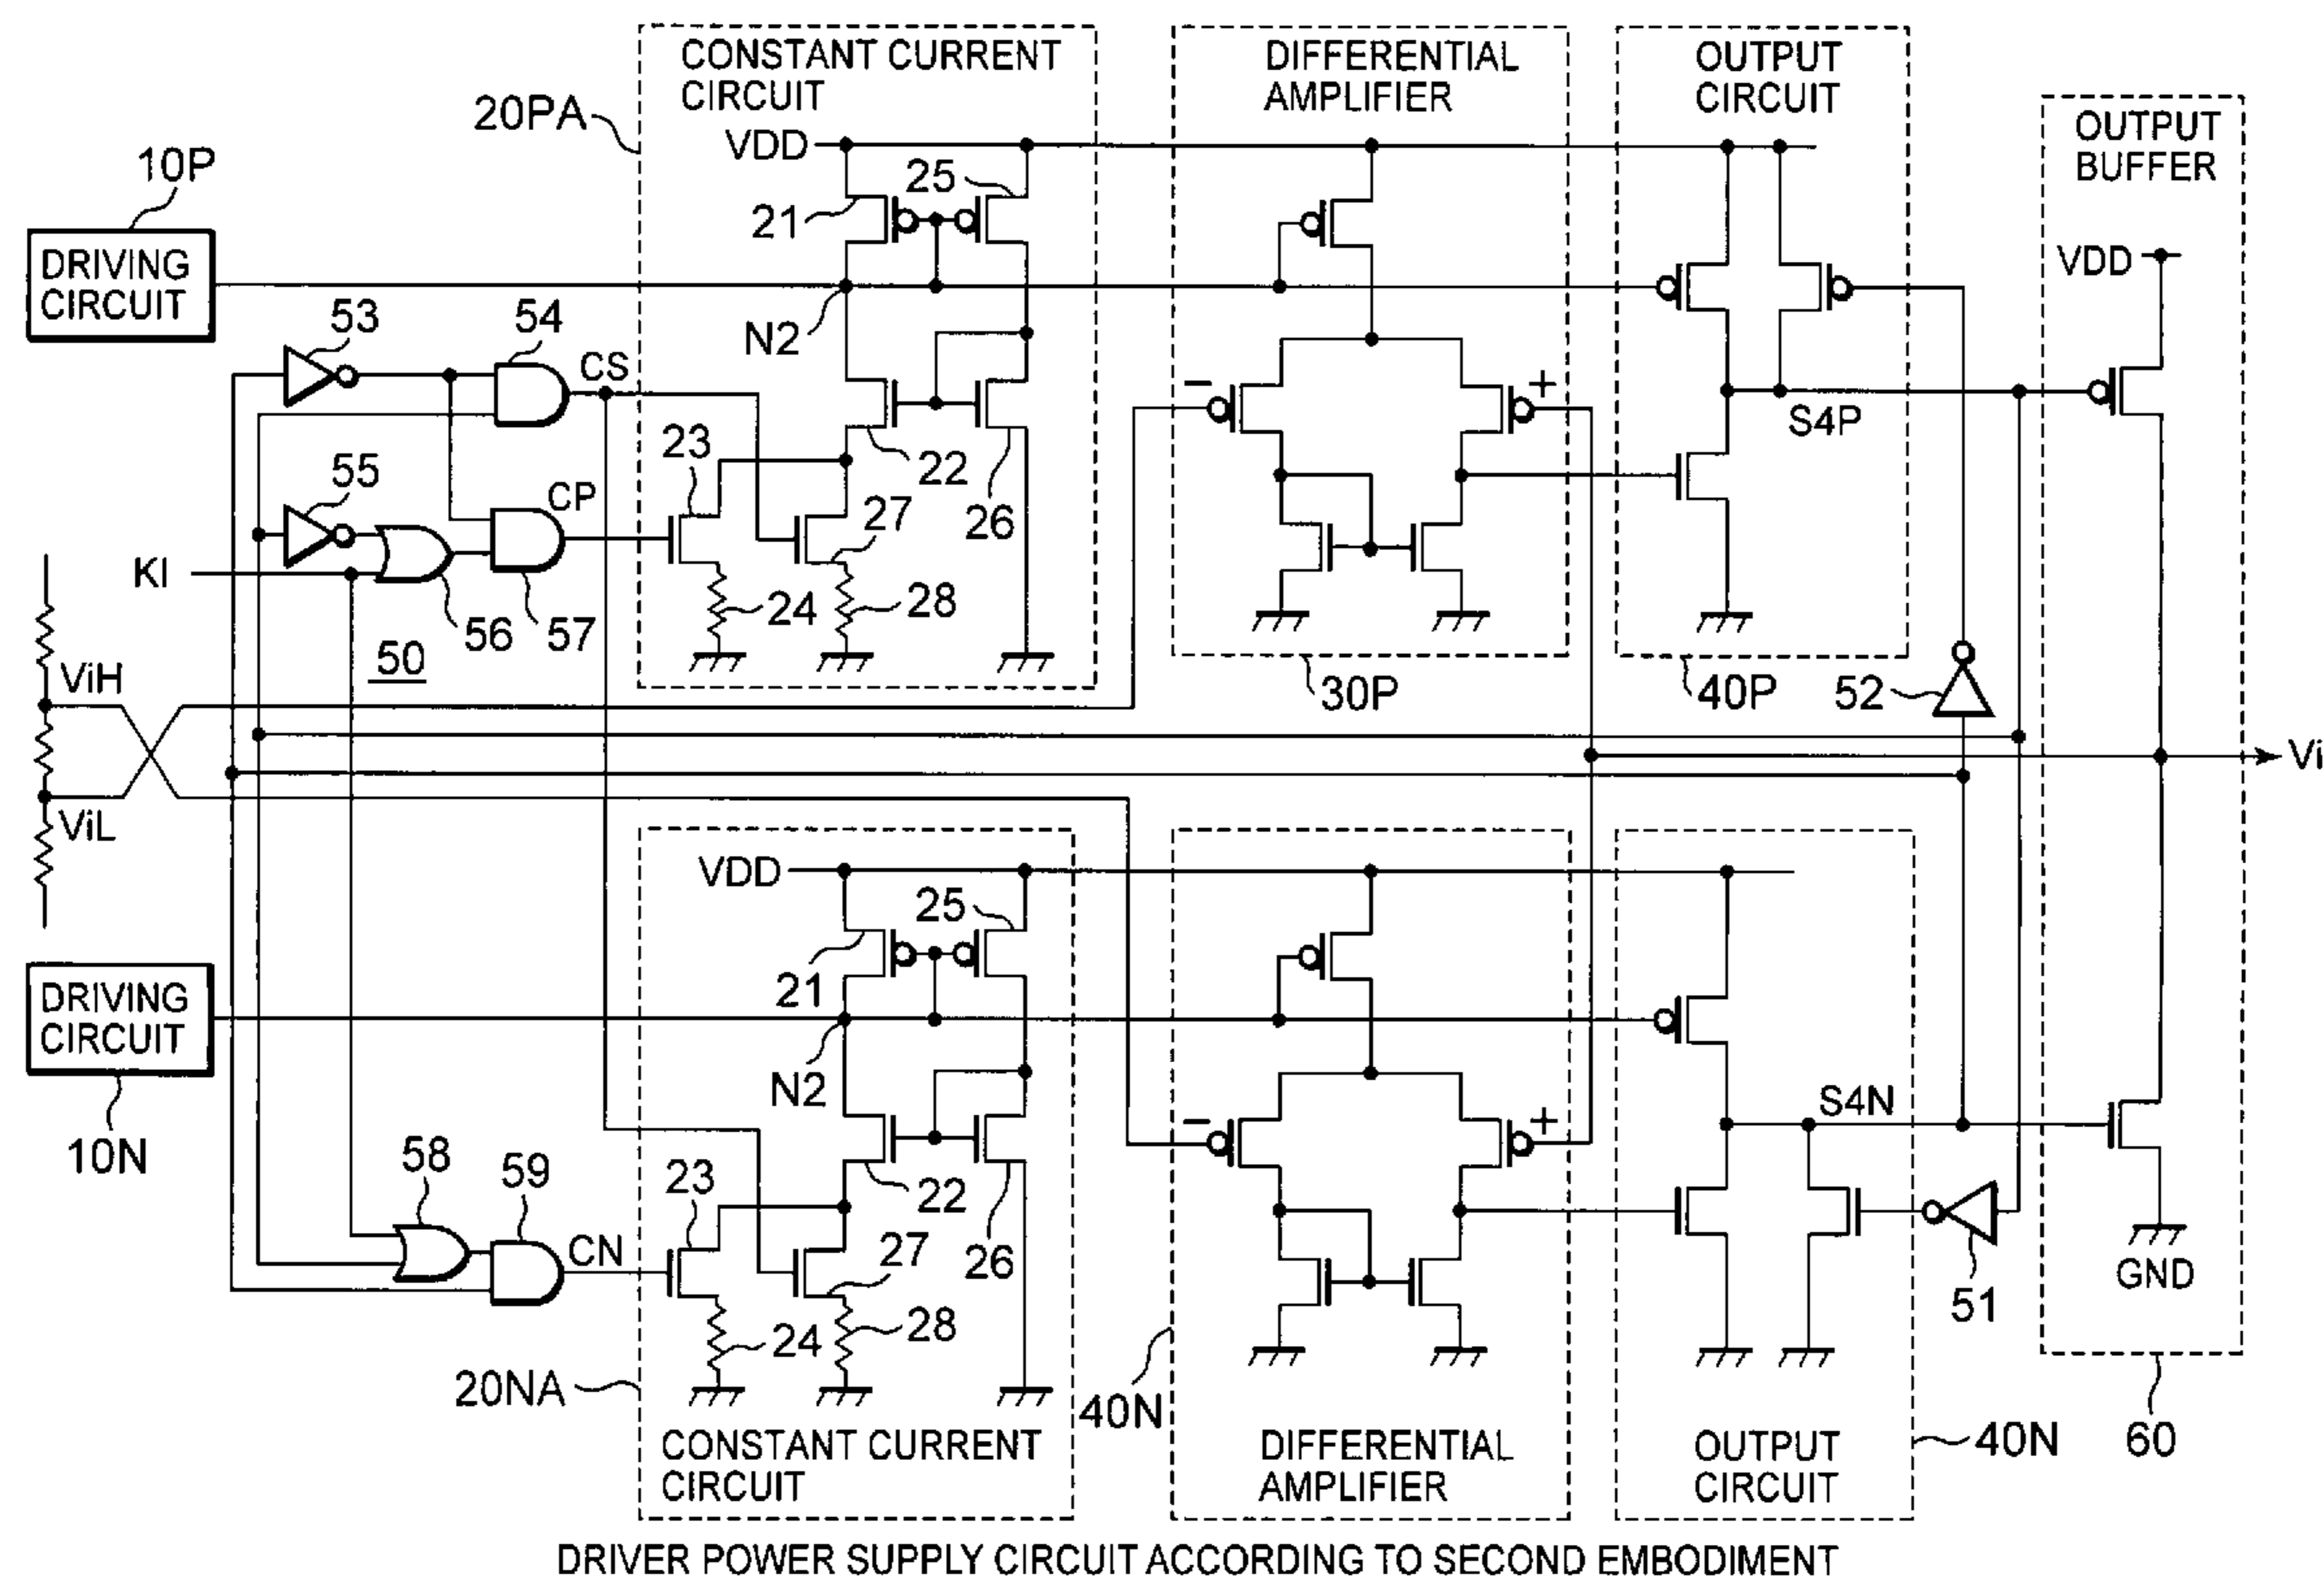 CONSTANT CURRENT
CIRCUIT
DIFFERENTIAL
AMPLIFIER
OUTPUT
CIRCUIT
OUTPUT
BUFFER
20PA
VDD
10P
25
21
VDD
DRIVING
CIRCUIT
53
54
N2
CS
−
+
S4P
23
22
55
CP
27
26
KI
24
28
56
57
50
ViH
30P
40P
52
Vi
ViL
VDD
25
21
DRIVING
CIRCUIT
N2
S4N
−
+
10N
58
59
23
22
CN
27
26
GND
51
24
28
20NA
40N
40N
60
CONSTANT CURRENT
CIRCUIT
DIFFERENTIAL
AMPLIFIER
OUTPUT
CIRCUIT
DRIVER POWER SUPPLY CIRCUIT ACCORDING TO SECOND EMBODIMENT